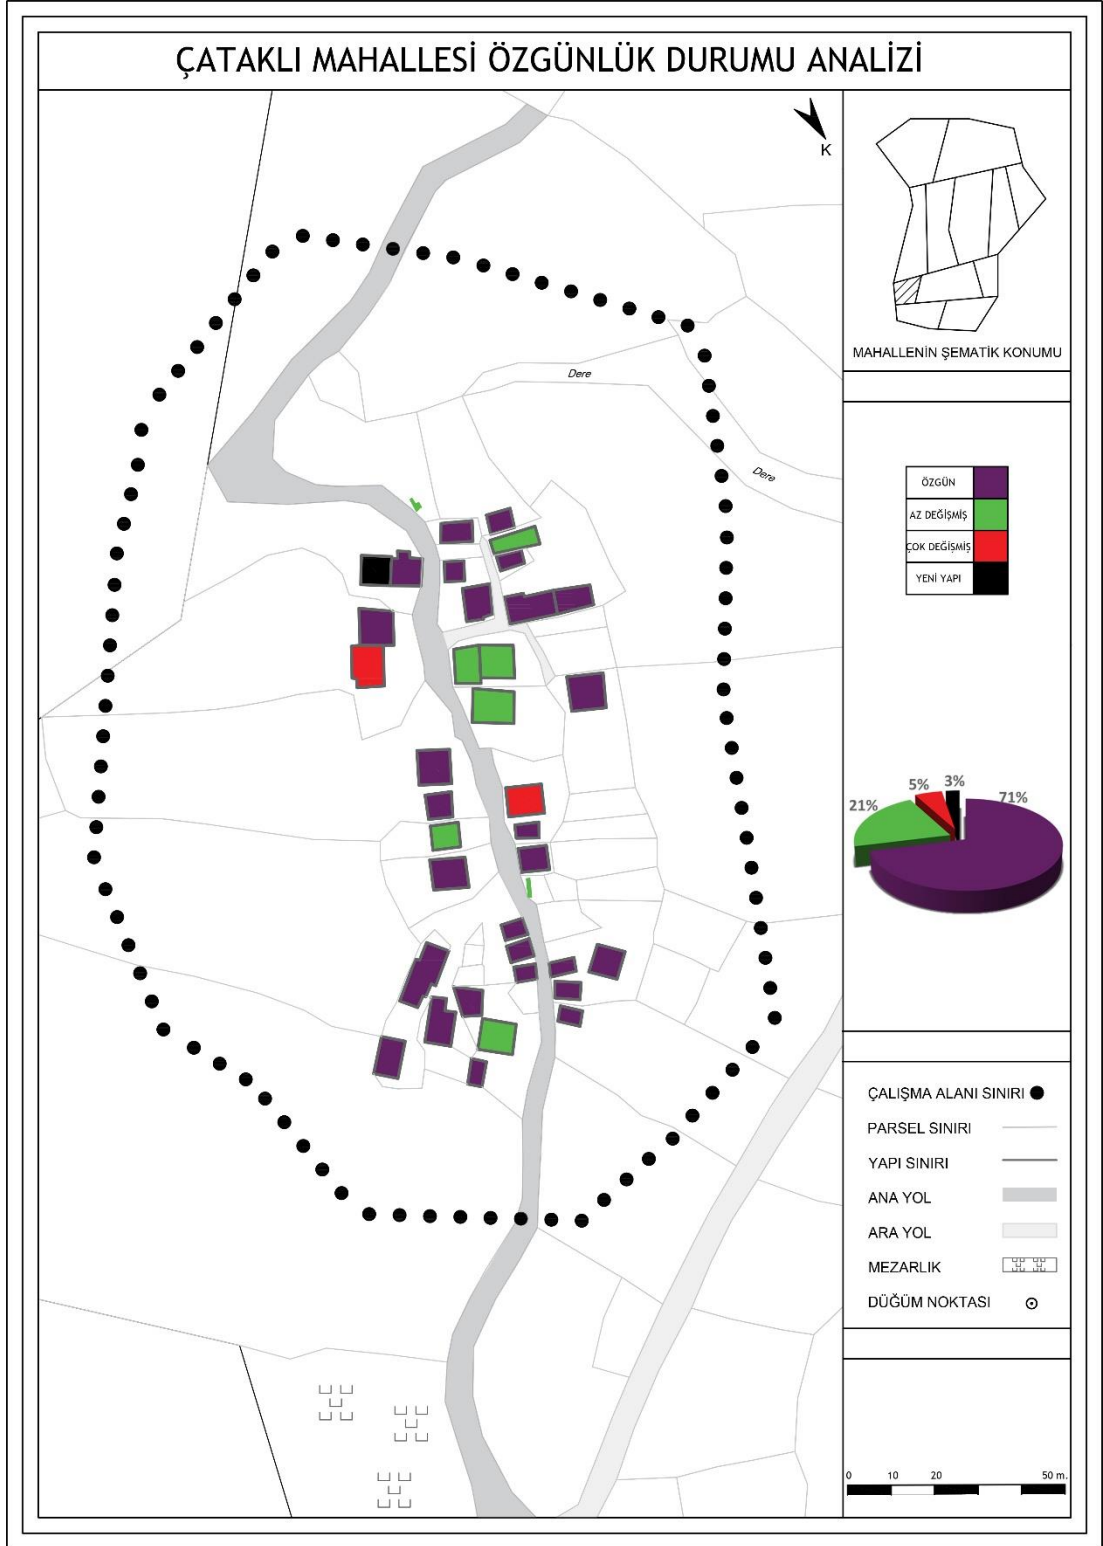 ÇATAKLI MAHALLESİ ÖZGÜNLÜK DURUMU ANALİZİ
K
MAHALLENİN ŞEMATİK KONUMU
Dere
Dere
ÖZGÜN
AZ DEĞİŞMİŞ
ÇOK DEĞİŞMİŞ
YENİ YAPI
5%
3%
21%
71%
ÇALIŞMA ALANI SINIRI
PARSEL SINIRI
YAPI SINIRI
ANA YOL
ARA YOL
MEZARLIK
DÜĞÜM NOKTASI
0 10 20 50 m.